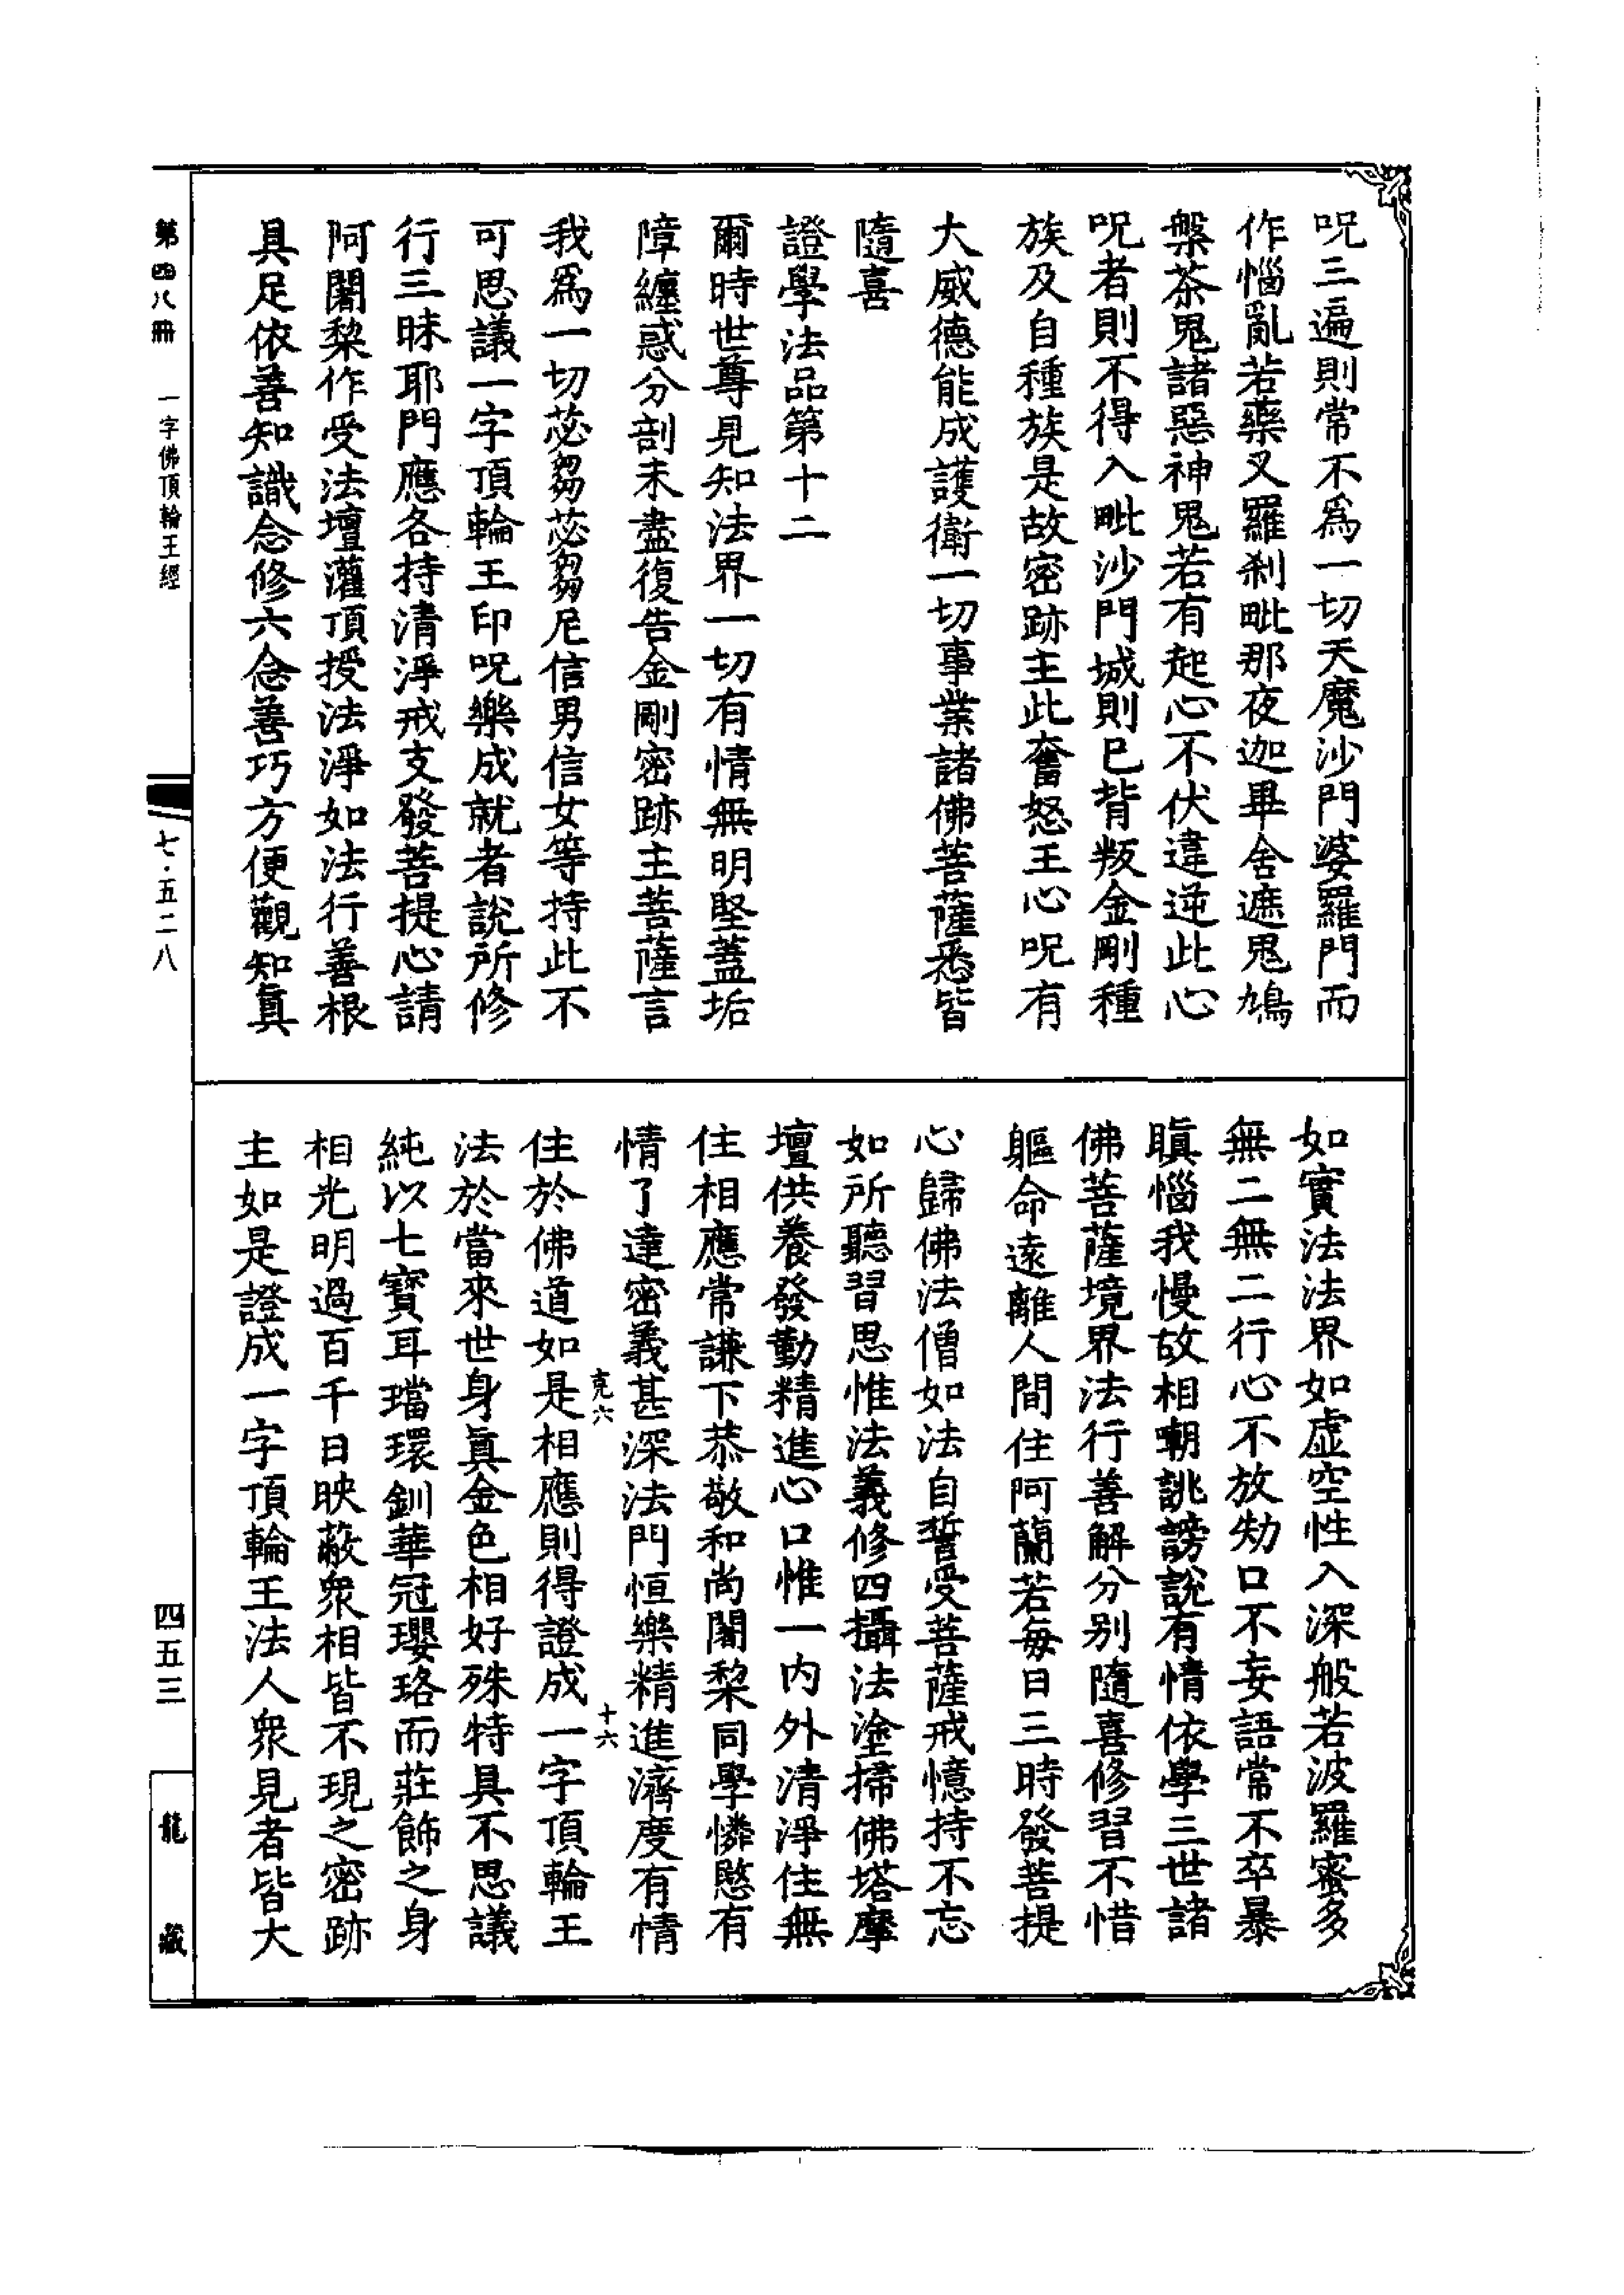 呪三遍則常不爲一切天魔沙門婆羅門而
作惱亂若藥叉羅剎毗那夜迦畢舍遮鬼鳩
槃茶鬼諸惡神鬼若有起心不伏違逆此心
呪者則不得入毗沙門城則已背叛金剛種
族及自種族是故密跡主此奮怒王心呪有
大威德能成護衛一切事業諸佛菩薩悉皆
隨喜
證學法品第十二
爾時世尊見知法界一切有情無明堅蓋垢
障纏惑分剖未盡復告金剛密跡主菩薩言
我爲一切苾芻苾芻尼信男信女等持此不
可思議一字頂輪王印呪樂成就者說所修
行三昧耶門應各持清淨戒支發菩提心請
阿闍梨作受法壇灌頂授法淨如法行善根
具足依善知識念修六念善巧方便觀知眞
如實法法界如虛空性入深般若波羅蜜多
無二無二行心不放劮口不妄語常不卒暴
瞋惱我慢故相嘲誂謗說有情依學三世諸
佛菩薩境界法行善解分別隨喜修習不惜
軀命遠離人間住阿蘭若每日三時發菩提
心歸佛法僧如法自誓受菩薩戒憶持不忘
如所聽習思惟法義修四攝法塗掃佛塔摩
壇供養發勤精進心口惟一內外清淨住無
住相應常謙下恭敬和尚闍梨同學憐愍有
情了達密義甚深法門恒樂精進濟度有情
克六
十六
住於佛道如是相應則得證成一字頂輪王
法於當來世身眞金色相好殊特具不思議
純以七寶耳璫環釧華冠瓔珞而莊飾之身
相光明過百千日映蔽衆相皆不現之密跡
主如是證成一字頂輪王法人衆見者皆大
第四八冊
一字佛頂輪王經
七·五二八
四五三
龍藏